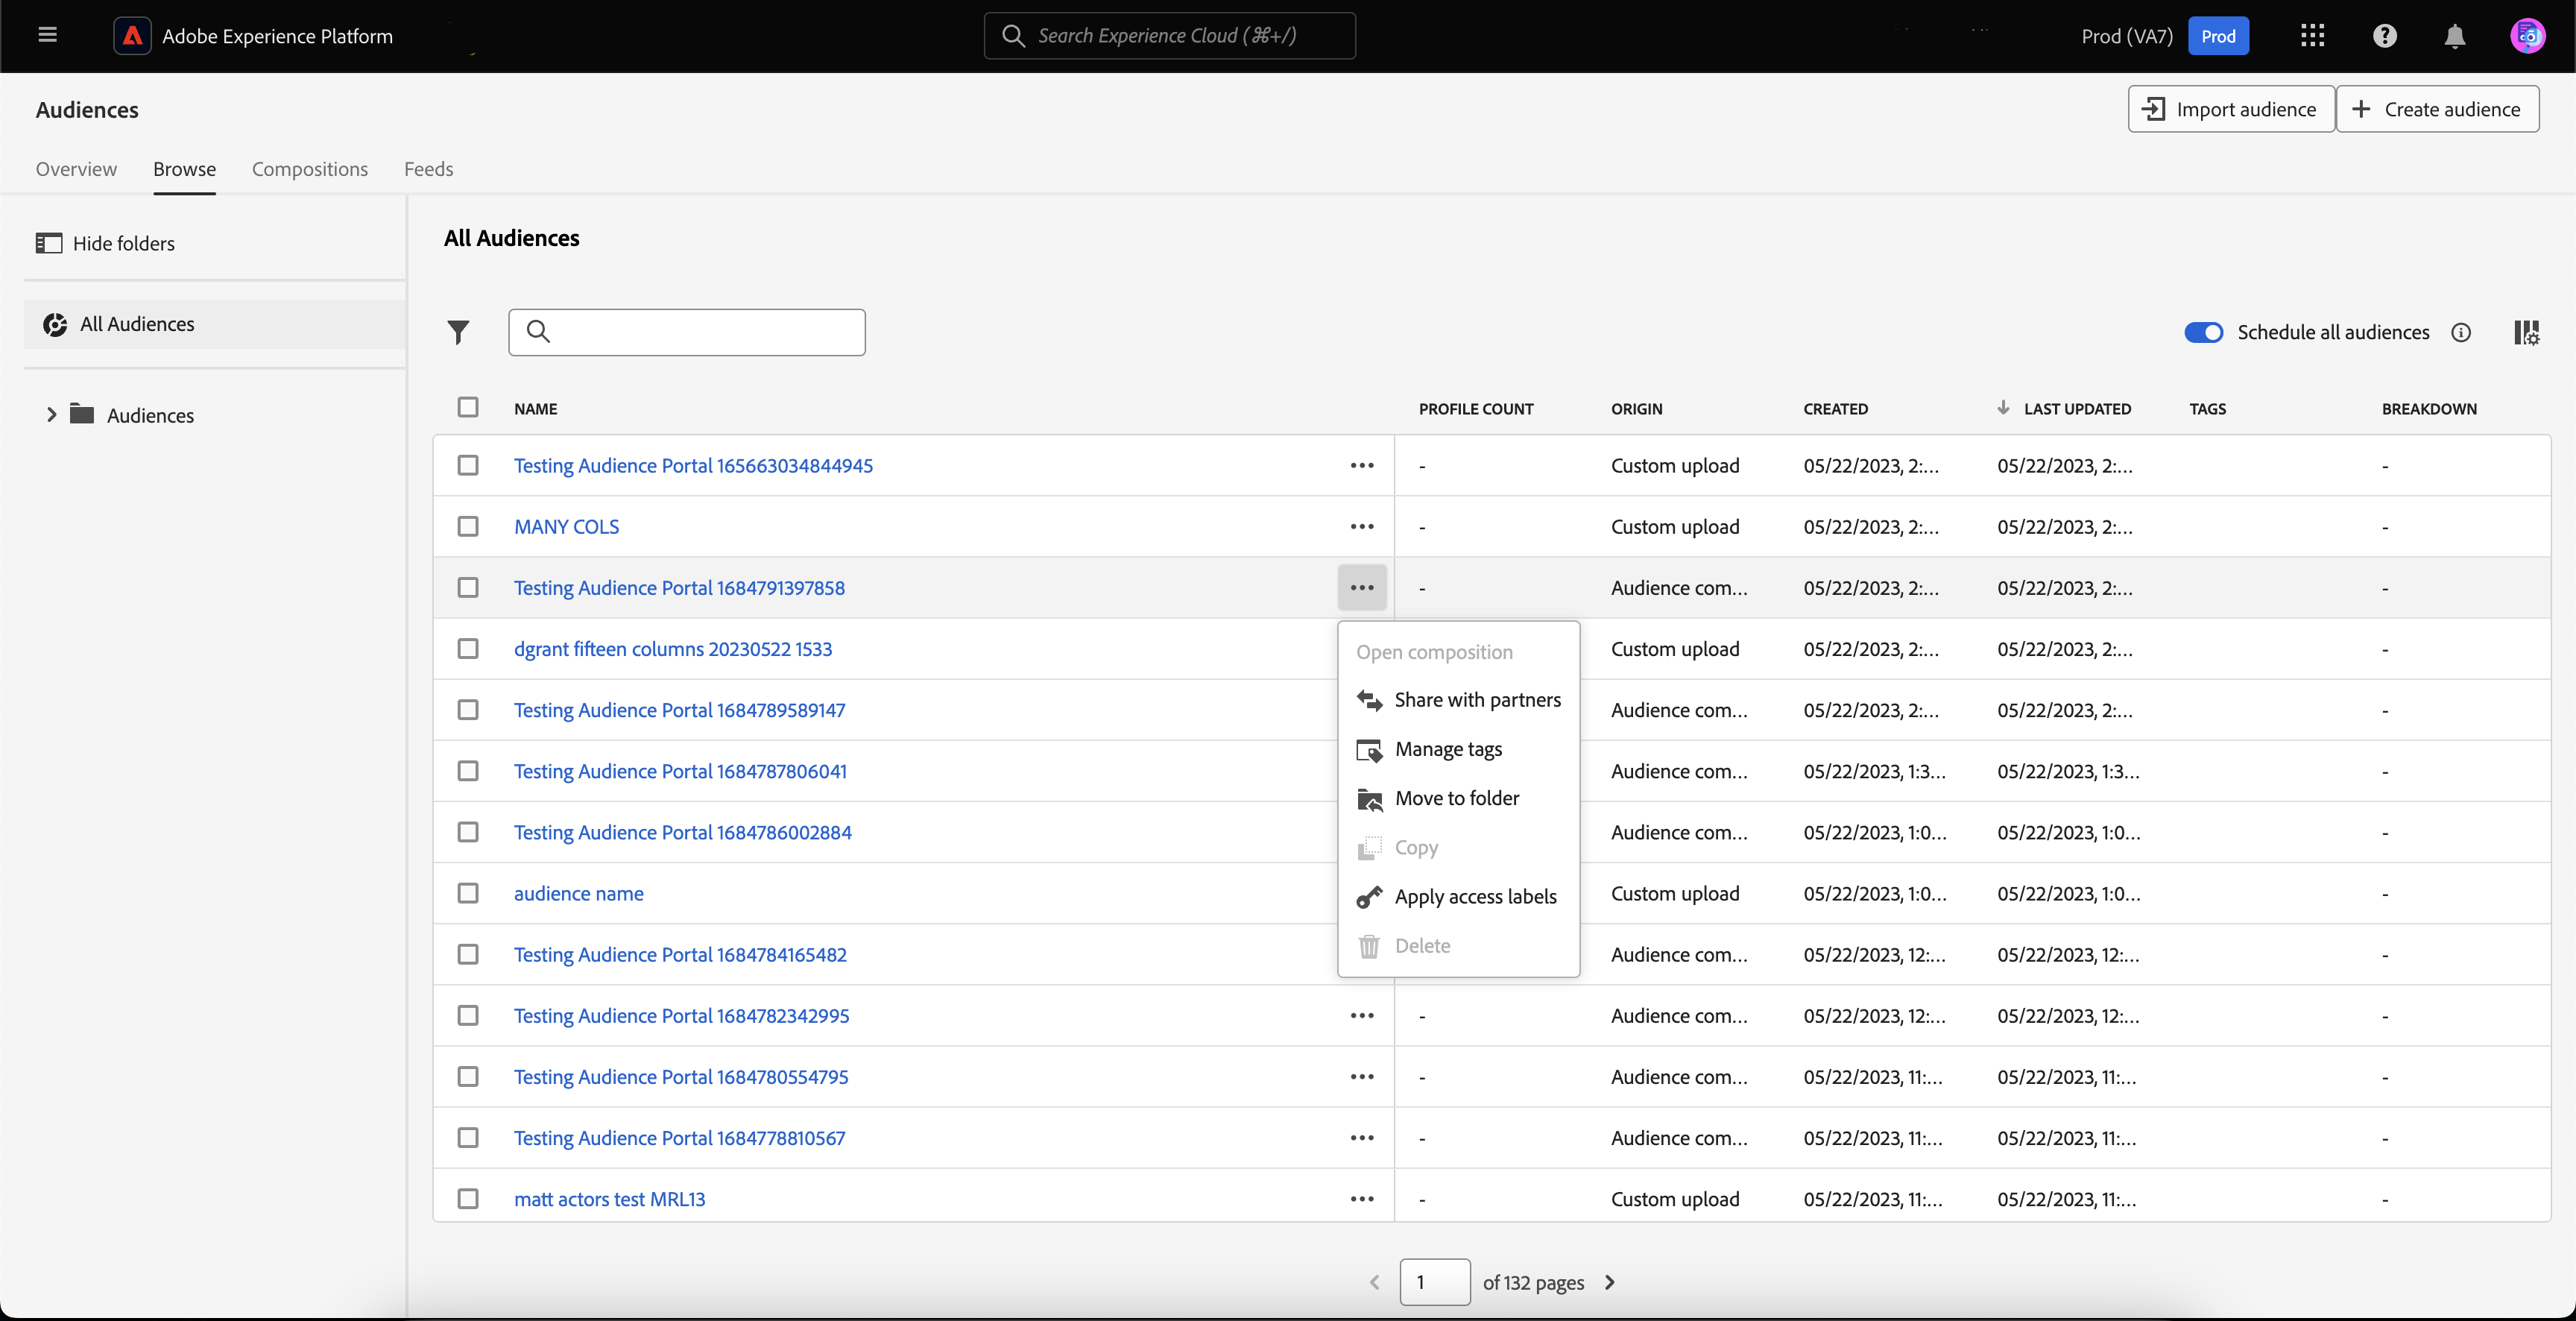 Adobe Experience Platform
Search Experience Cloud (⌘+/)
Prod (VA7) Prod
Audiences
Import audience
Create audience
Overview Browse Compositions Feeds
Hide folders
All Audiences
Audiences
All Audiences
Schedule all audiences
NAME PROFILE COUNT ORIGIN CREATED LAST UPDATED TAGS BREAKDOWN
Testing Audience Portal 165663034844945 - Custom upload 05/22/2023, 2:... 05/22/2023, 2:... -
MANY COLS - Custom upload 05/22/2023, 2:... 05/22/2023, 2:... -
Testing Audience Portal 1684791397858 - Audience com... 05/22/2023, 2:... 05/22/2023, 2:... -
dgrant fifteen columns 20230522 1533 Custom upload 05/22/2023, 2:... 05/22/2023, 2:... -
Testing Audience Portal 1684789589147 Audience com... 05/22/2023, 2:... 05/22/2023, 2:... -
Testing Audience Portal 1684787806041 Audience com... 05/22/2023, 1:3... 05/22/2023, 1:3... -
Testing Audience Portal 1684786002884 Audience com... 05/22/2023, 1:0... 05/22/2023, 1:0... -
audience name Custom upload 05/22/2023, 1:0... 05/22/2023, 1:0... -
Testing Audience Portal 1684784165482 Audience com... 05/22/2023, 12:... 05/22/2023, 12:... -
Testing Audience Portal 1684782342995 - Audience com... 05/22/2023, 12:... 05/22/2023, 12:... -
Testing Audience Portal 1684780554795 - Audience com... 05/22/2023, 11:... 05/22/2023, 11:... -
Testing Audience Portal 1684778810567 - Audience com... 05/22/2023, 11:... 05/22/2023, 11:... -
matt actors test MRL13 - Custom upload 05/22/2023, 11:... 05/22/2023, 11:... -
Open composition
Share with partners
Manage tags
Move to folder
Copy
Apply access labels
Delete
1 of 132 pages